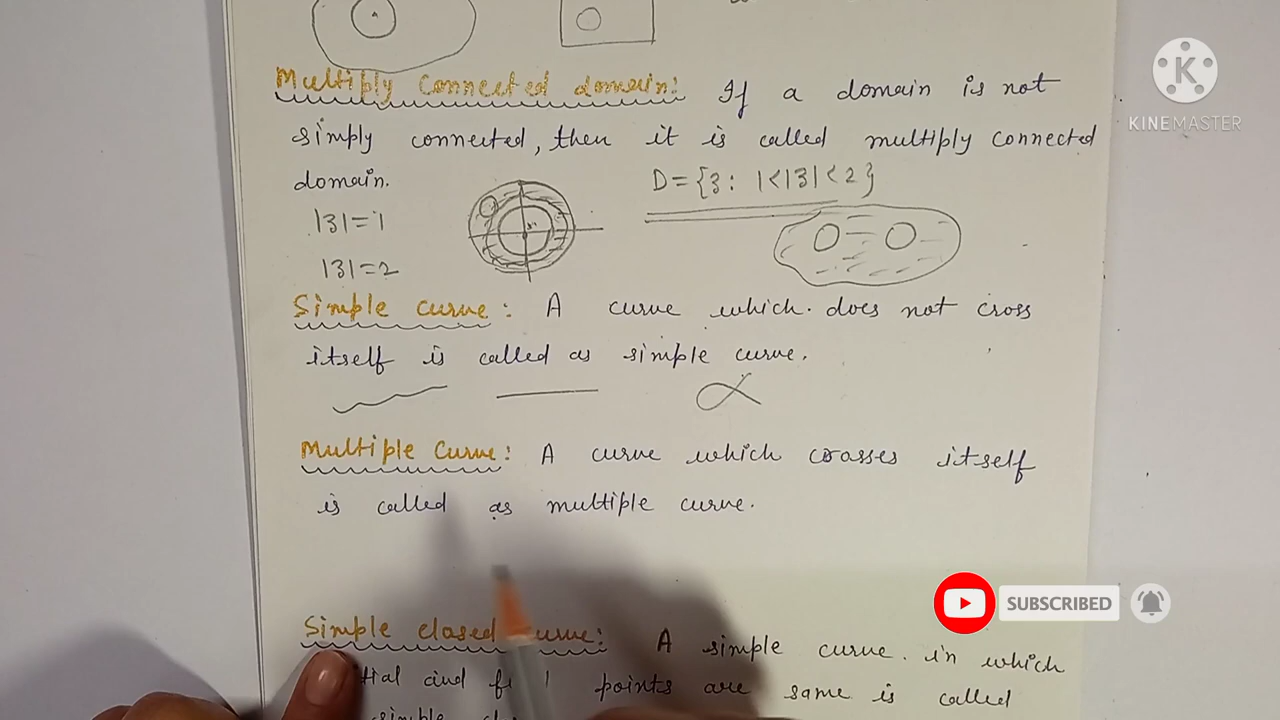 Multiply connected domain: If a domain is not
simply connected, then it is called multiply connected
domain.
D = {z : 1<|z|<2}
|z|=1
|z|=2
Simple curve: A curve which does not cross
itself is called as simple curve.
Multiple Curve: A curve which crosses itself
is called as multiple curve.
Simple closed curve: A simple curve in which
and points are same is called
simple
KINEMASTER
SUBSCRIBED